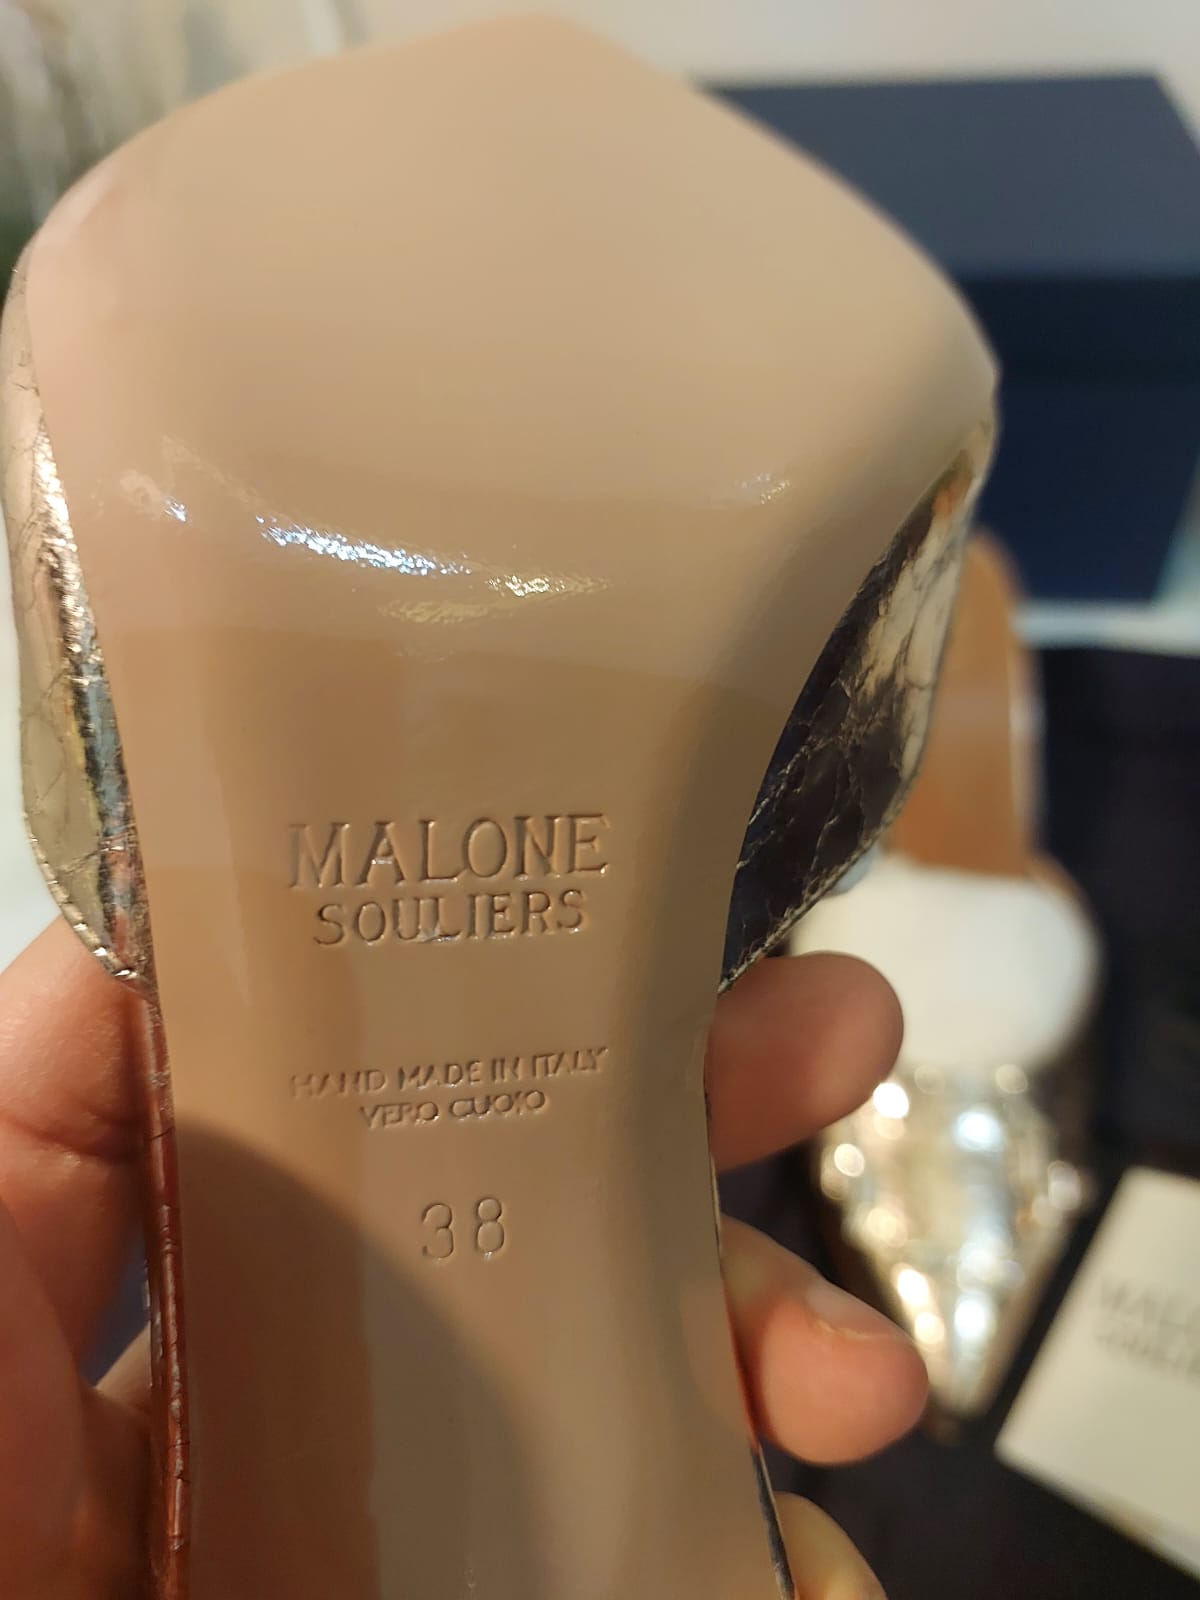 MALONE
SOULIERS
HAND MADE IN ITALY
VERO CUOIO
38